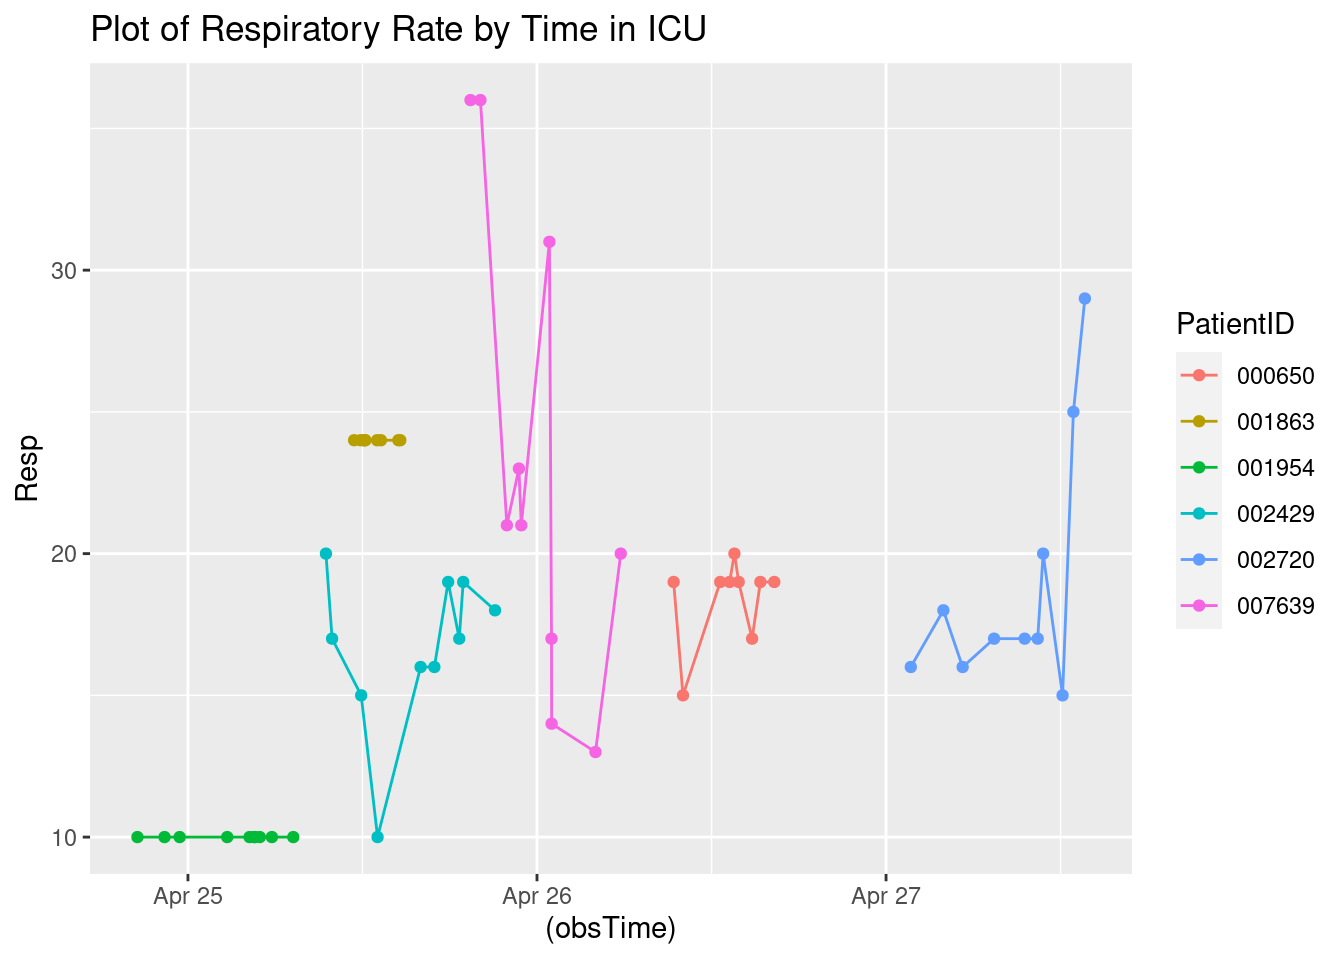 Plot of Respiratory Rate by Time in ICU
Resp
30
20
10
Apr 25
Apr 26
Apr 27
(obsTime)
PatientID
000650
001863
001954
002429
002720
007639